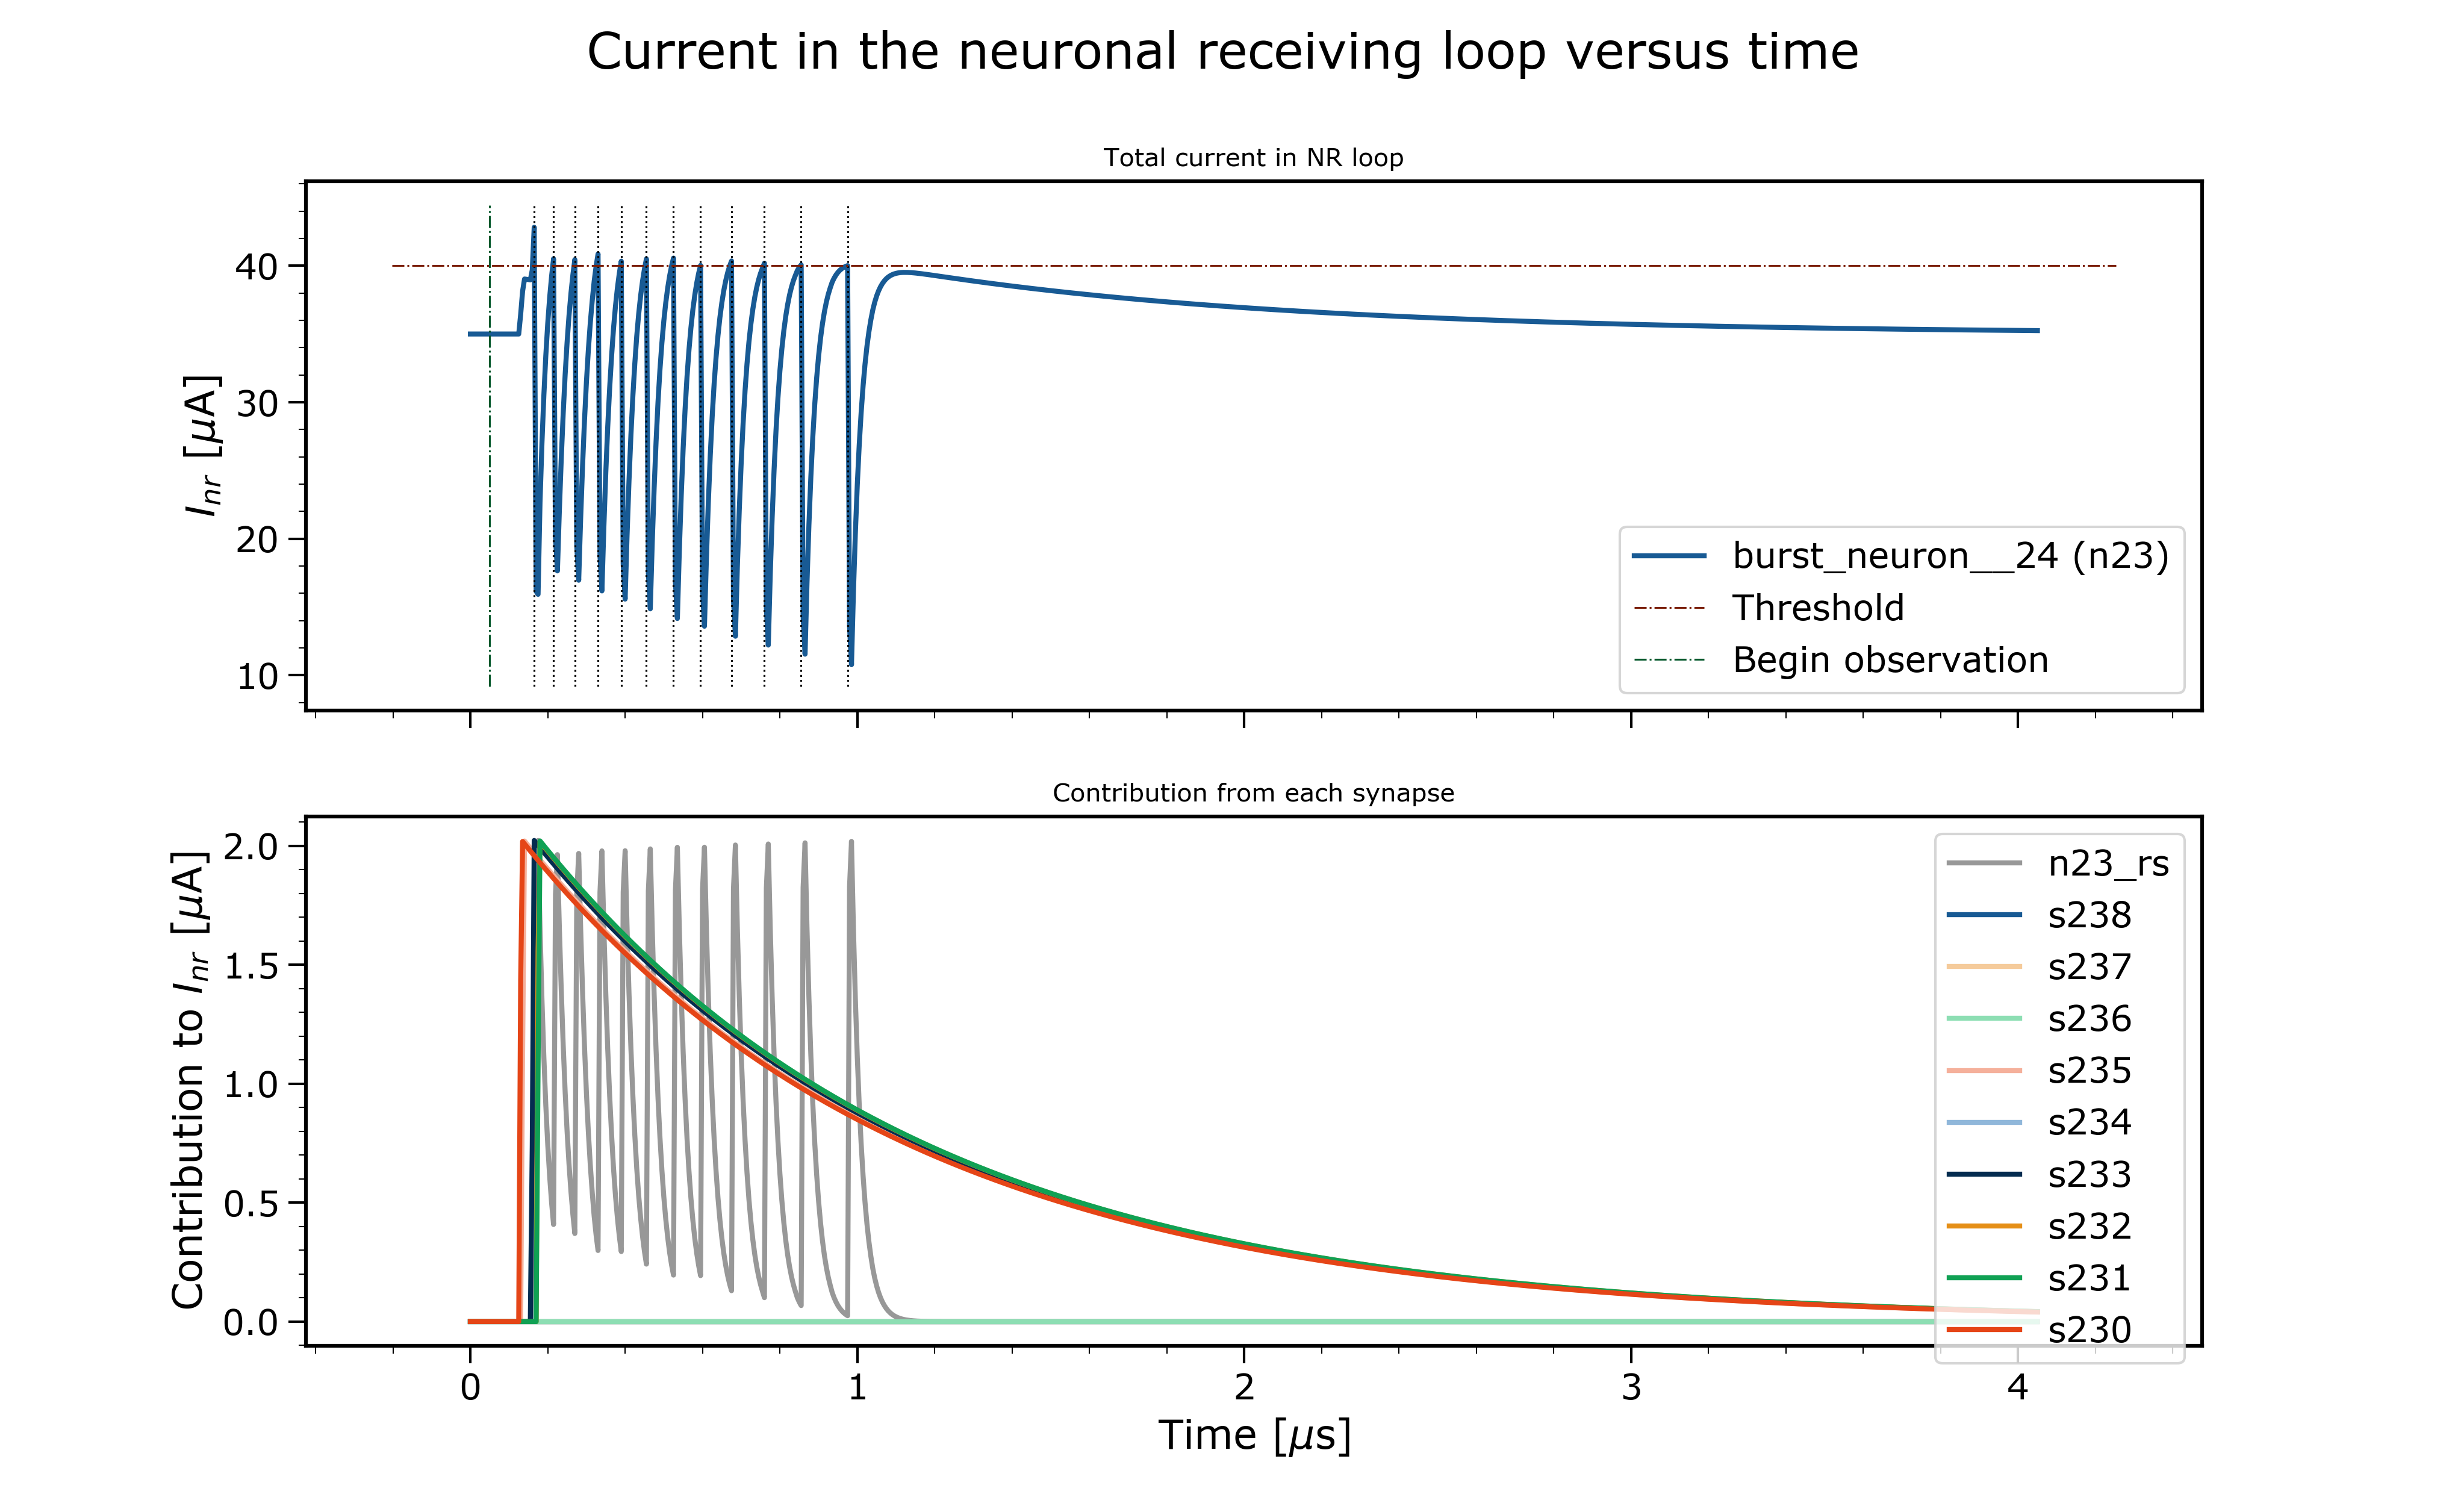 Current in the neuronal receiving loop versus time
Total current in NR loop
40
30
20
10
I_nr [μA]
burst_neuron__24 (n23)
Threshold
Begin observation
Contribution from each synapse
2.0
1.5
1.0
0.5
0.0
Contribution to I_nr [μA]
n23_rs
s238
s237
s236
s235
s234
s233
s232
s231
s230
0 1 2 3 4
Time [μs]